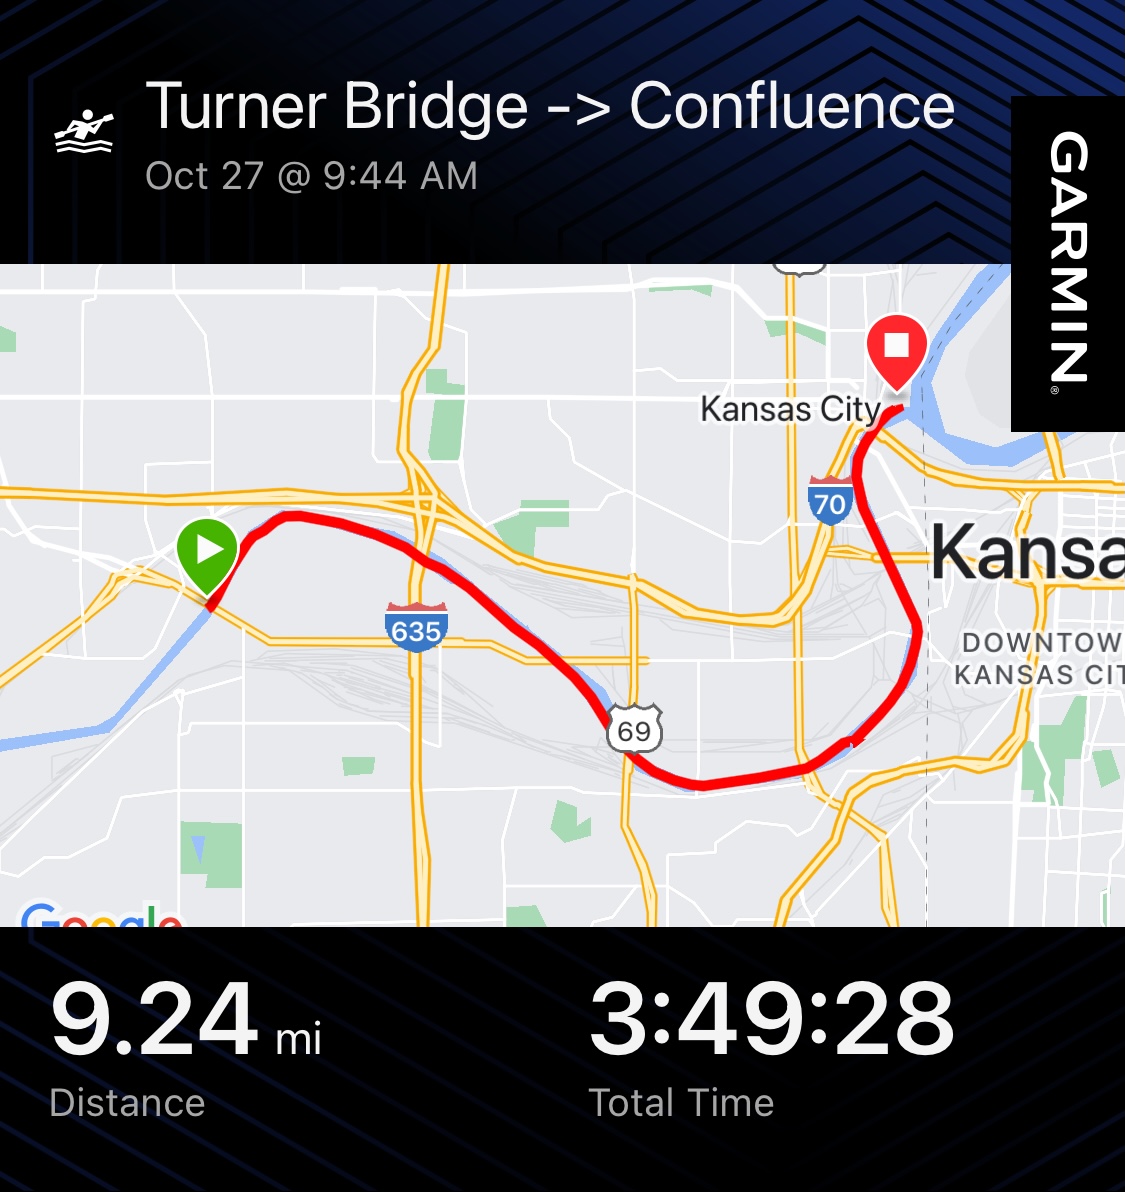 Turner Bridge -> Confluence
Oct 27 @ 9:44 AM
GARMIN®
Kansas City
70
Kansa
DOWNTOW
KANSAS CIT
635
69
Google
9.24 mi
3:49:28
Distance
Total Time